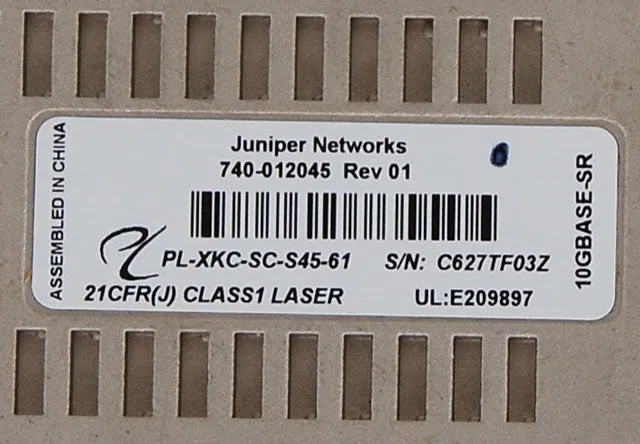 Juniper Networks
740-012045 Rev 01
PL-XKC-SC-S45-61 S/N: C627TF03Z
21CFR(J) CLASS1 LASER UL:E209897
ASSEMBLED IN CHINA
10GBASE-SR